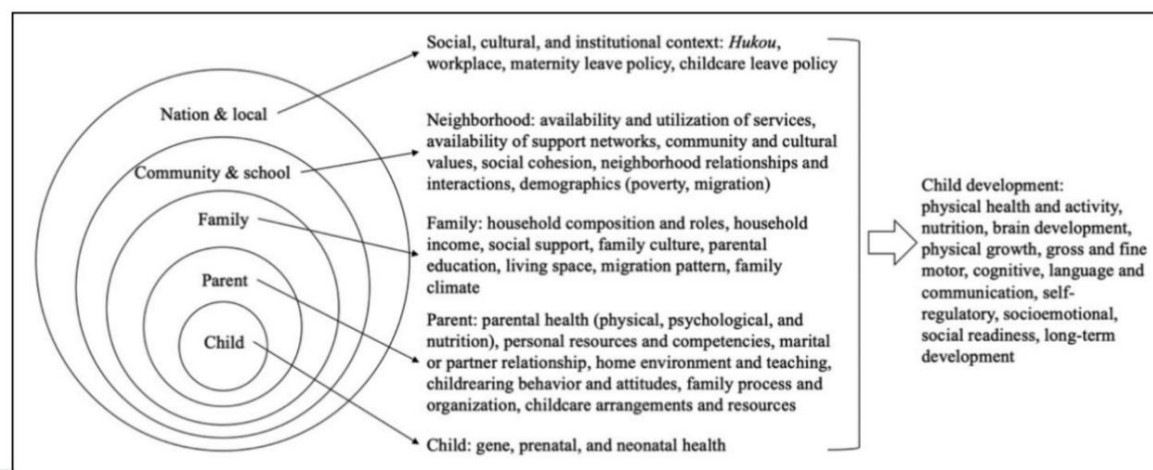 Nation & local
Community & school
Family
Parent
Child
Social, cultural, and institutional context: Hukou,
workplace, maternity leave policy, childcare leave policy
Neighborhood: availability and utilization of services,
availability of support networks, community and cultural
values, social cohesion, neighborhood relationships and
interactions, demographics (poverty, migration)
Family: household composition and roles, household
income, social support, family culture, parental
education, living space, migration pattern, family
climate
Parent: parental health (physical, psychological, and
nutrition), personal resources and competencies, marital
or partner relationship, home environment and teaching,
childrearing behavior and attitudes, family process and
organization, childcare arrangements and resources
Child: gene, prenatal, and neonatal health
Child development:
physical health and activity,
nutrition, brain development,
physical growth, gross and fine
motor, cognitive, language and
communication, self-
regulatory, socioemotional,
social readiness, long-term
development